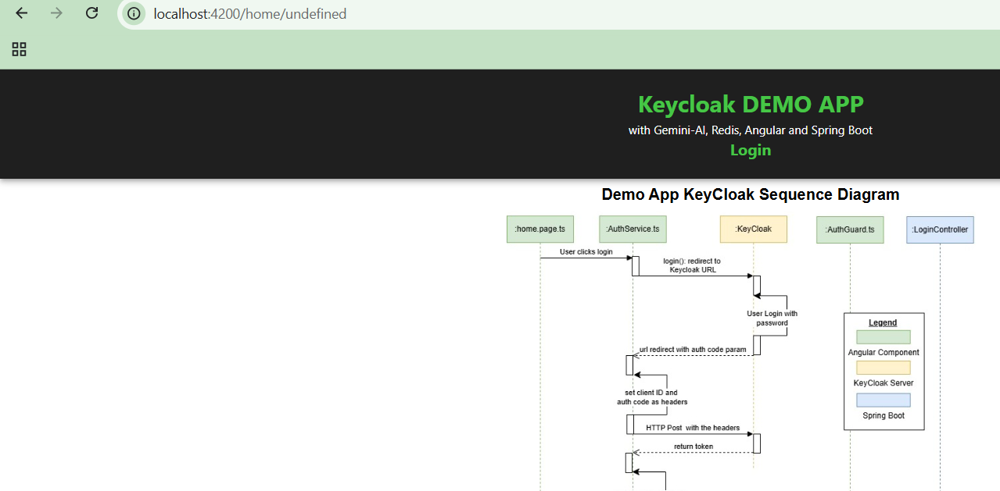 localhost:4200/home/undefined
Keycloak DEMO APP
with Gemini-AI, Redis, Angular and Spring Boot
Login
Demo App KeyCloak Sequence Diagram
:home.page.ts
:AuthService.ts
:KeyCloak
:AuthGuard.ts
:LoginController
User clicks login
login(): redirect to
Keycloak URL
User Login with
password
url redirect with auth code param
set client ID and
auth code as headers
HTTP Post with the headers
return token
Legend
Angular Component
KeyCloak Server
Spring Boot